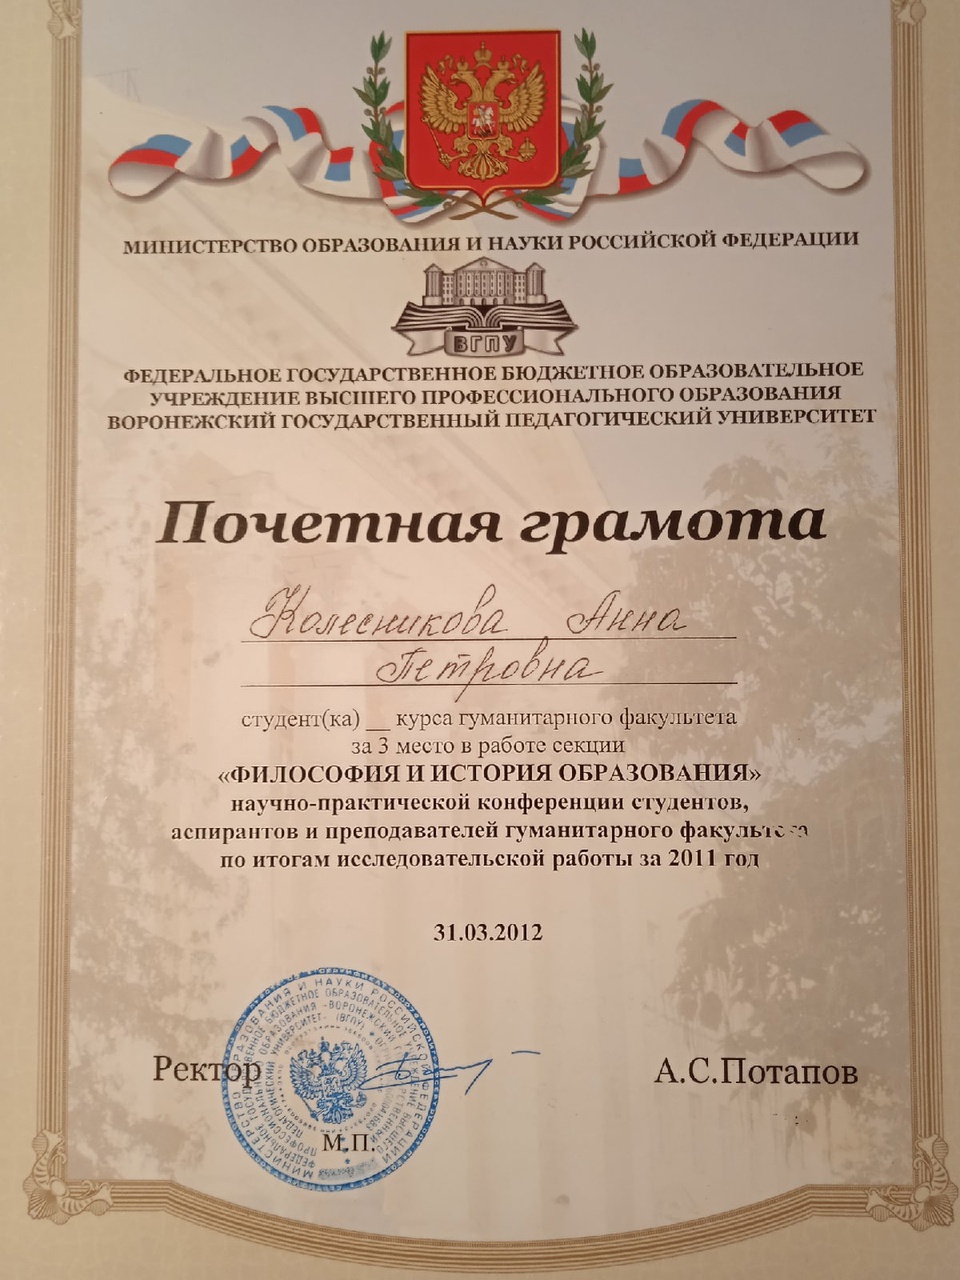 МИНИСТЕРСТВО ОБРАЗОВАНИЯ И НАУКИ РОССИЙСКОЙ ФЕДЕРАЦИИ
ВГПУ
ФЕДЕРАЛЬНОЕ ГОСУДАРСТВЕННОЕ БЮДЖЕТНОЕ ОБРАЗОВАТЕЛЬНОЕ
УЧРЕЖДЕНИЕ ВЫСШЕГО ПРОФЕССИОНАЛЬНОГО ОБРАЗОВАНИЯ
ВОРОНЕЖСКИЙ ГОСУДАРСТВЕННЫЙ ПЕДАГОГИЧЕСКИЙ УНИВЕРСИТЕТ
Почетная грамота
Колесникова Анна
Петровна
студент(ка) __ курса гуманитарного факультета
за 3 место в работе секции
«ФИЛОСОФИЯ И ИСТОРИЯ ОБРАЗОВАНИЯ»
научно-практической конференции студентов,
аспирантов и преподавателей гуманитарного факультета
по итогам исследовательской работы за 2011 год
31.03.2012
Ректор
А.С.Потапов
М.П.